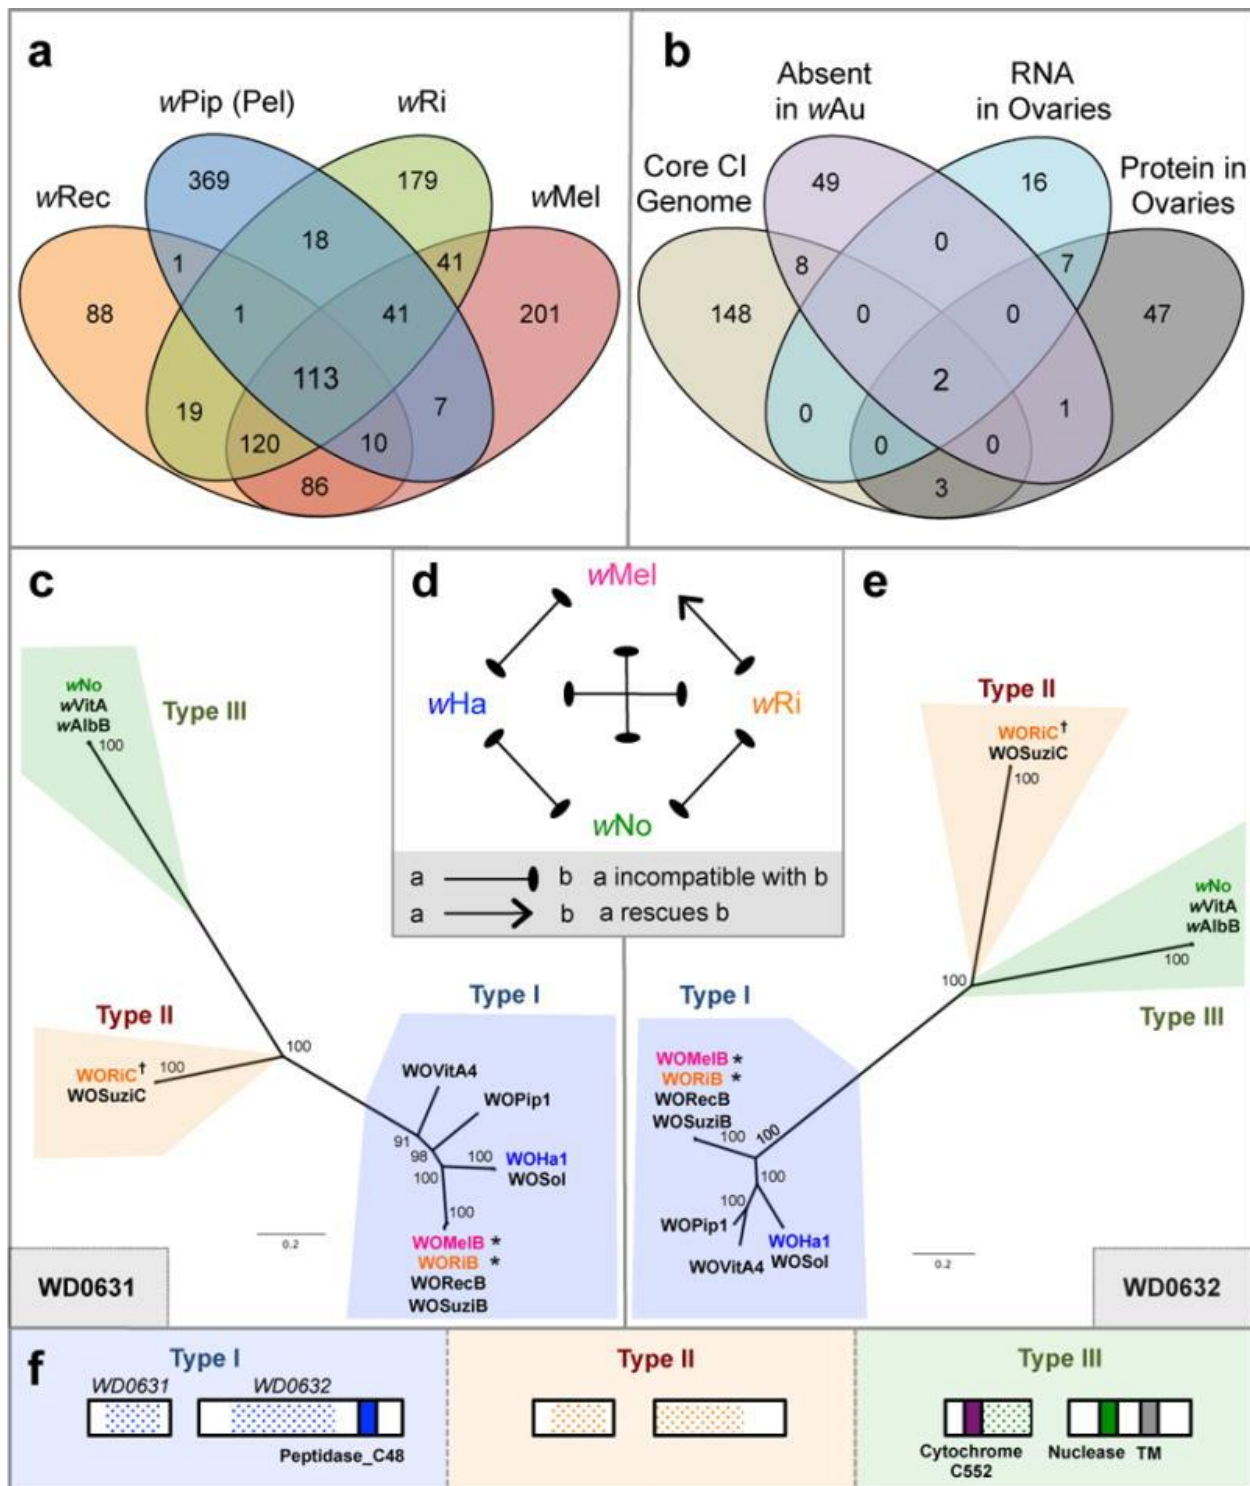 a
wPip (Pel)
wRi
wRec
wMel
369
179
18
1
41
88
1
41
201
113
19
7
120
10
86
b
Absent
in wAu
RNA
in Ovaries
Core CI
Genome
Protein in
Ovaries
49
16
0
8
7
148
0
0
47
2
0
1
0
0
3
c
wNo
wVitA
wAlbB
100
Type III
Type II
WORiC†
WOSuziC
100
100
Type I
WOVitA4
WOPip1
91
98
100
100
WOHa1
WOSol
100
WOMelB *
WORiB *
WORecB
WOSuziB
0.2
WD0631
d
wMel
wHa
wRi
wNo
a b a incompatible with b
a b a rescues b
e
Type II
WORiC†
WOSuziC
100
wNo
wVitA
wAlbB
100
100
Type III
Type I
WOMelB *
WORiB *
WORecB
WOSuziB
100
100
100
100
WOPip1
WOVitA4
WOHa1
WOSol
0.2
WD0632
f
Type I
WD0631
WD0632
Peptidase_C48
Type II
Type III
Cytochrome
C552
Nuclease
TM